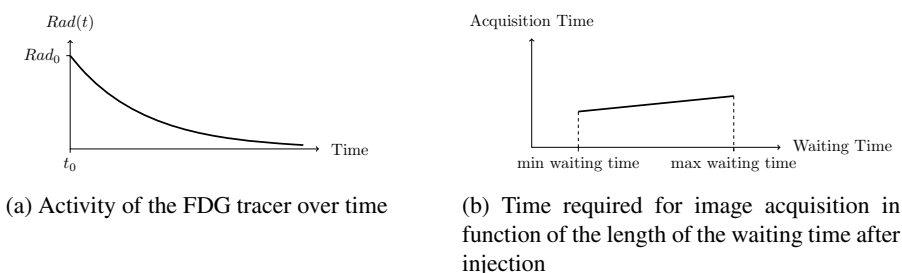 Rad(t)
Rad₀
Time
t₀
(a) Activity of the FDG tracer over time
Acquisition Time
Waiting Time
min waiting time
max waiting time
(b) Time required for image acquisition in
function of the length of the waiting time after
injection